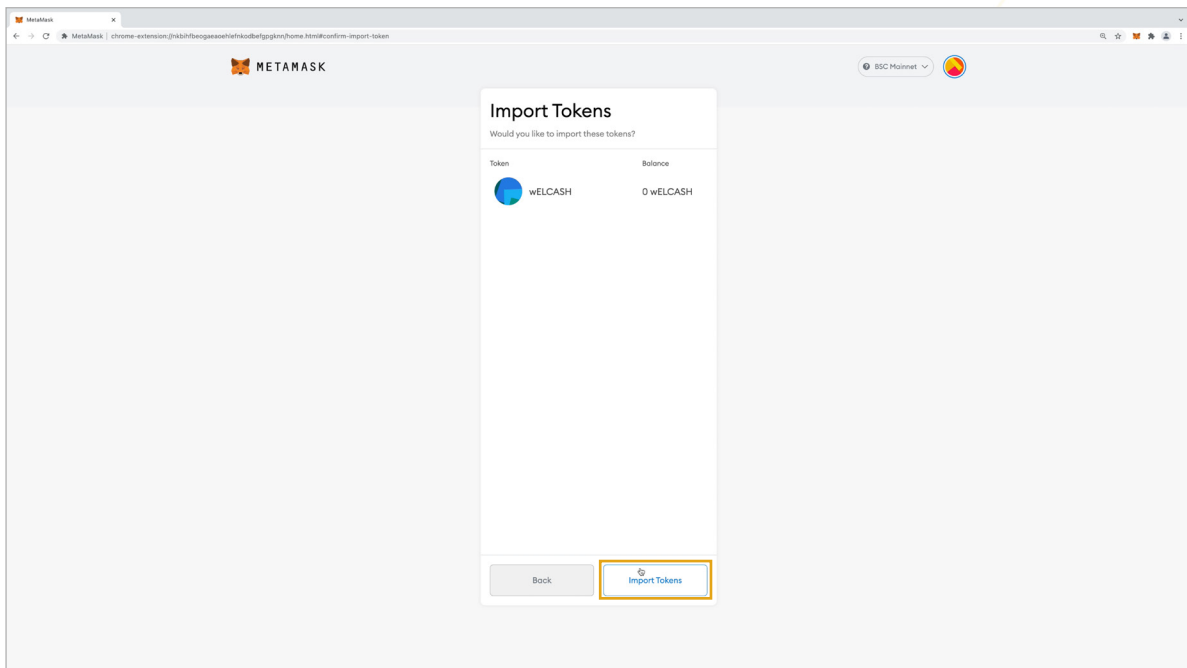 MetaMask
MetaMask | chrome-extension://nkbihfbeogaeaoehlefnkodbefgpgknn/home.html#confirm-import-token
METAMASK
BSC Mainnet
Import Tokens
Would you like to import these tokens?
Token Balance
wELCASH 0 wELCASH
Back Import Tokens